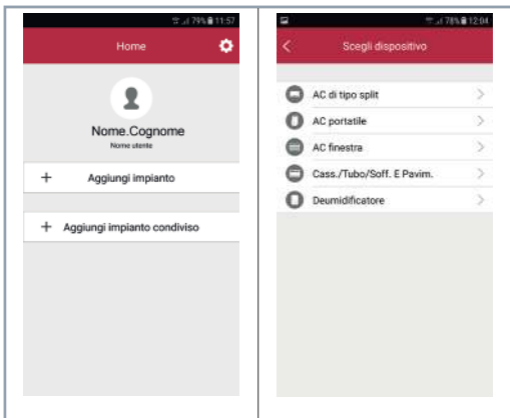 79% 11:57
Home
Nome.Cognome
Nome utente
+ Aggiungi impianto
+ Aggiungi impianto condiviso
78% 12:04
Scegli dispositivo
AC di tipo split
AC portatile
AC finestra
Cass./Tubo/Soff. E Pavim.
Deumidificatore